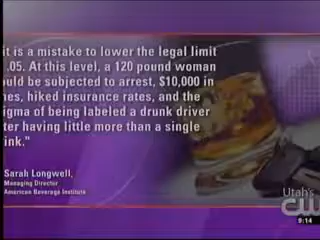 it is a mistake to lower the legal limit
.05. At this level, a 120 pound woman
ould be subjected to arrest, $10,000 in
nes, hiked insurance rates, and the
igma of being labeled a drunk driver
ter having little more than a single
ink."
Sarah Longwell,
Managing Director
American Beverage Institute
Utah's
CW
9:14